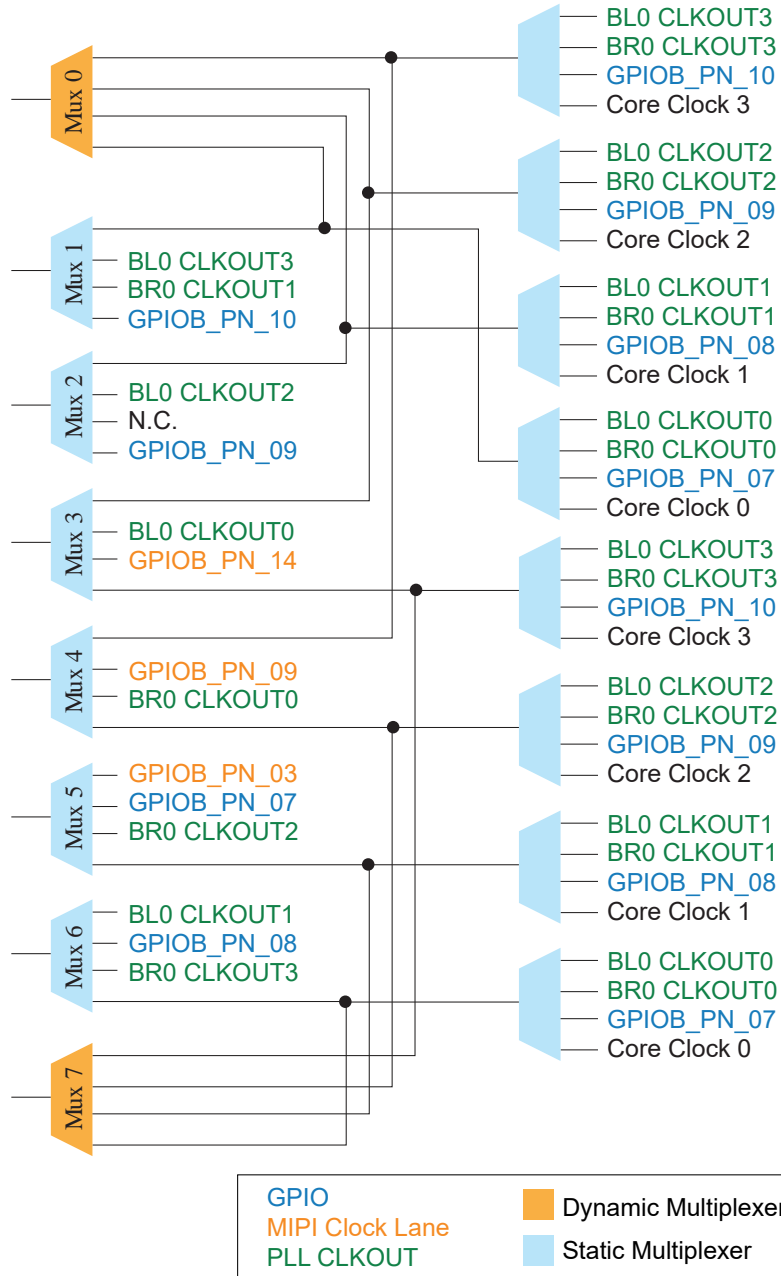 BL0 CLKOUT3
BR0 CLKOUT3
GPIOB_PN_10
Core Clock 3
Mux 0
BL0 CLKOUT2
BR0 CLKOUT2
GPIOB_PN_09
Core Clock 2
Mux 1
BL0 CLKOUT3
BR0 CLKOUT1
GPIOB_PN_10
BL0 CLKOUT1
BR0 CLKOUT1
GPIOB_PN_08
Core Clock 1
Mux 2
BL0 CLKOUT2
N.C.
GPIOB_PN_09
BL0 CLKOUT0
BR0 CLKOUT0
GPIOB_PN_07
Core Clock 0
Mux 3
BL0 CLKOUT0
GPIOB_PN_14
BL0 CLKOUT3
BR0 CLKOUT3
GPIOB_PN_10
Core Clock 3
Mux 4
GPIOB_PN_09
BR0 CLKOUT0
BL0 CLKOUT2
BR0 CLKOUT2
GPIOB_PN_09
Core Clock 2
Mux 5
GPIOB_PN_03
GPIOB_PN_07
BR0 CLKOUT2
BL0 CLKOUT1
BR0 CLKOUT1
GPIOB_PN_08
Core Clock 1
Mux 6
BL0 CLKOUT1
GPIOB_PN_08
BR0 CLKOUT3
BL0 CLKOUT0
BR0 CLKOUT0
GPIOB_PN_07
Core Clock 0
Mux 7
GPIO
MIPI Clock Lane
PLL CLKOUT
Dynamic Multiplexer
Static Multiplexer